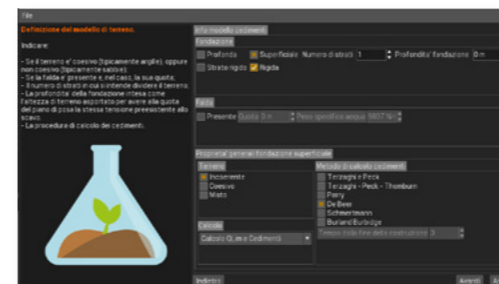 File
Definizione del modello di terreno.
Indicare:
- Se il terreno e' coesivo (tipicamente argille), oppure
non coesivo (tipicamente sabbie);
- Se la falda e' presente e, nel caso, la sua quota;
- Il numero di strati in cui si intende dividere il terreno;
- La profondita' della fondazione intesa come
l'altezza di terreno asportato per avere alla quota
del piano di posa la stessa tensione preesistente allo
scavo.
- La procedura di calcolo dei cedimenti.
Info modello cedimenti
Fondazione
Profonda Superficiale Numero di strati 1 Profondita' fondazione 0 m
Strato rigido Rigida
Falda
Presente Quota 0 m Peso specifico acqua 9807 N/
Proprieta' generali fondazione superficiale
Terreno
Incoerente
Coesivo
Misto
Calcolo
Calcolo QLim e Cedimenti
Metodo di calcolo cedimenti
Terzaghi e Peck
Terzaghi - Peck - Thornburn
Parry
De Beer
Schmertmann
Burland Burbidge
Tempo dalla fine della costruzione 3
Indietro
Avanti